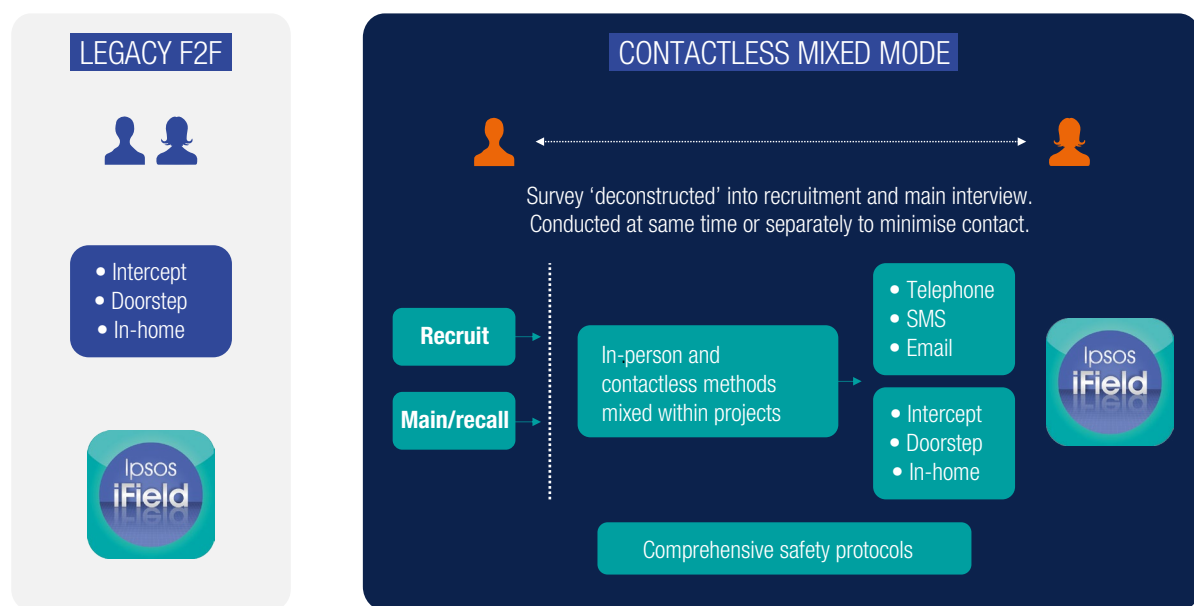 LEGACY F2F
• Intercept
• Doorstep
• In-home
Ipsos
iField
CONTACTLESS MIXED MODE
Survey ‘deconstructed’ into recruitment and main interview.
Conducted at same time or separately to minimise contact.
Recruit
Main/recall
In-person and
contactless methods
mixed within projects
• Telephone
• SMS
• Email
• Intercept
• Doorstep
• In-home
Ipsos
iField
Comprehensive safety protocols